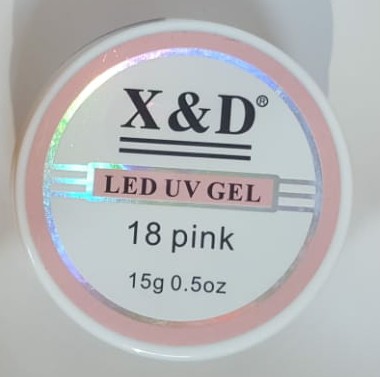 X&D®
LED UV GEL
18 pink
15g 0.5oz